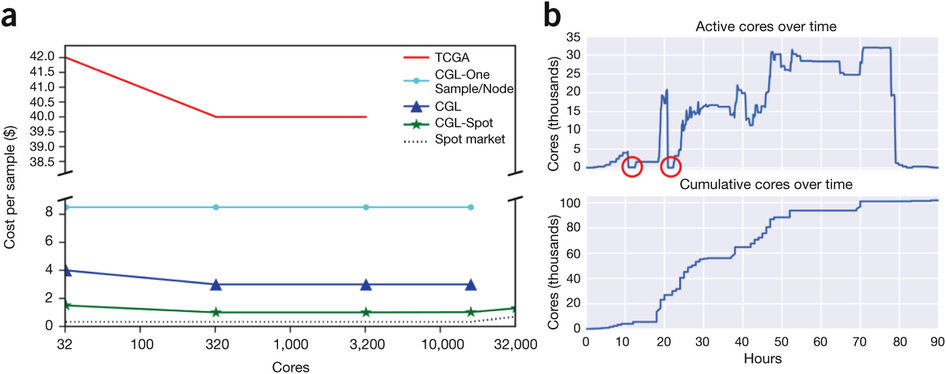 a
Cost per sample ($)
42.0
41.5
41.0
40.5
40.0
39.5
39.0
38.5
8
6
4
2
0
TCGA
CGL-One
Sample/Node
CGL
CGL-Spot
Spot market
32
100
320
1,000
3,200
10,000
32,000
Cores
b
Active cores over time
Cores (thousands)
35
30
25
20
15
10
5
0
Cumulative cores over time
Cores (thousands)
100
80
60
40
20
0
0
10
20
30
40
50
60
70
80
90
Hours